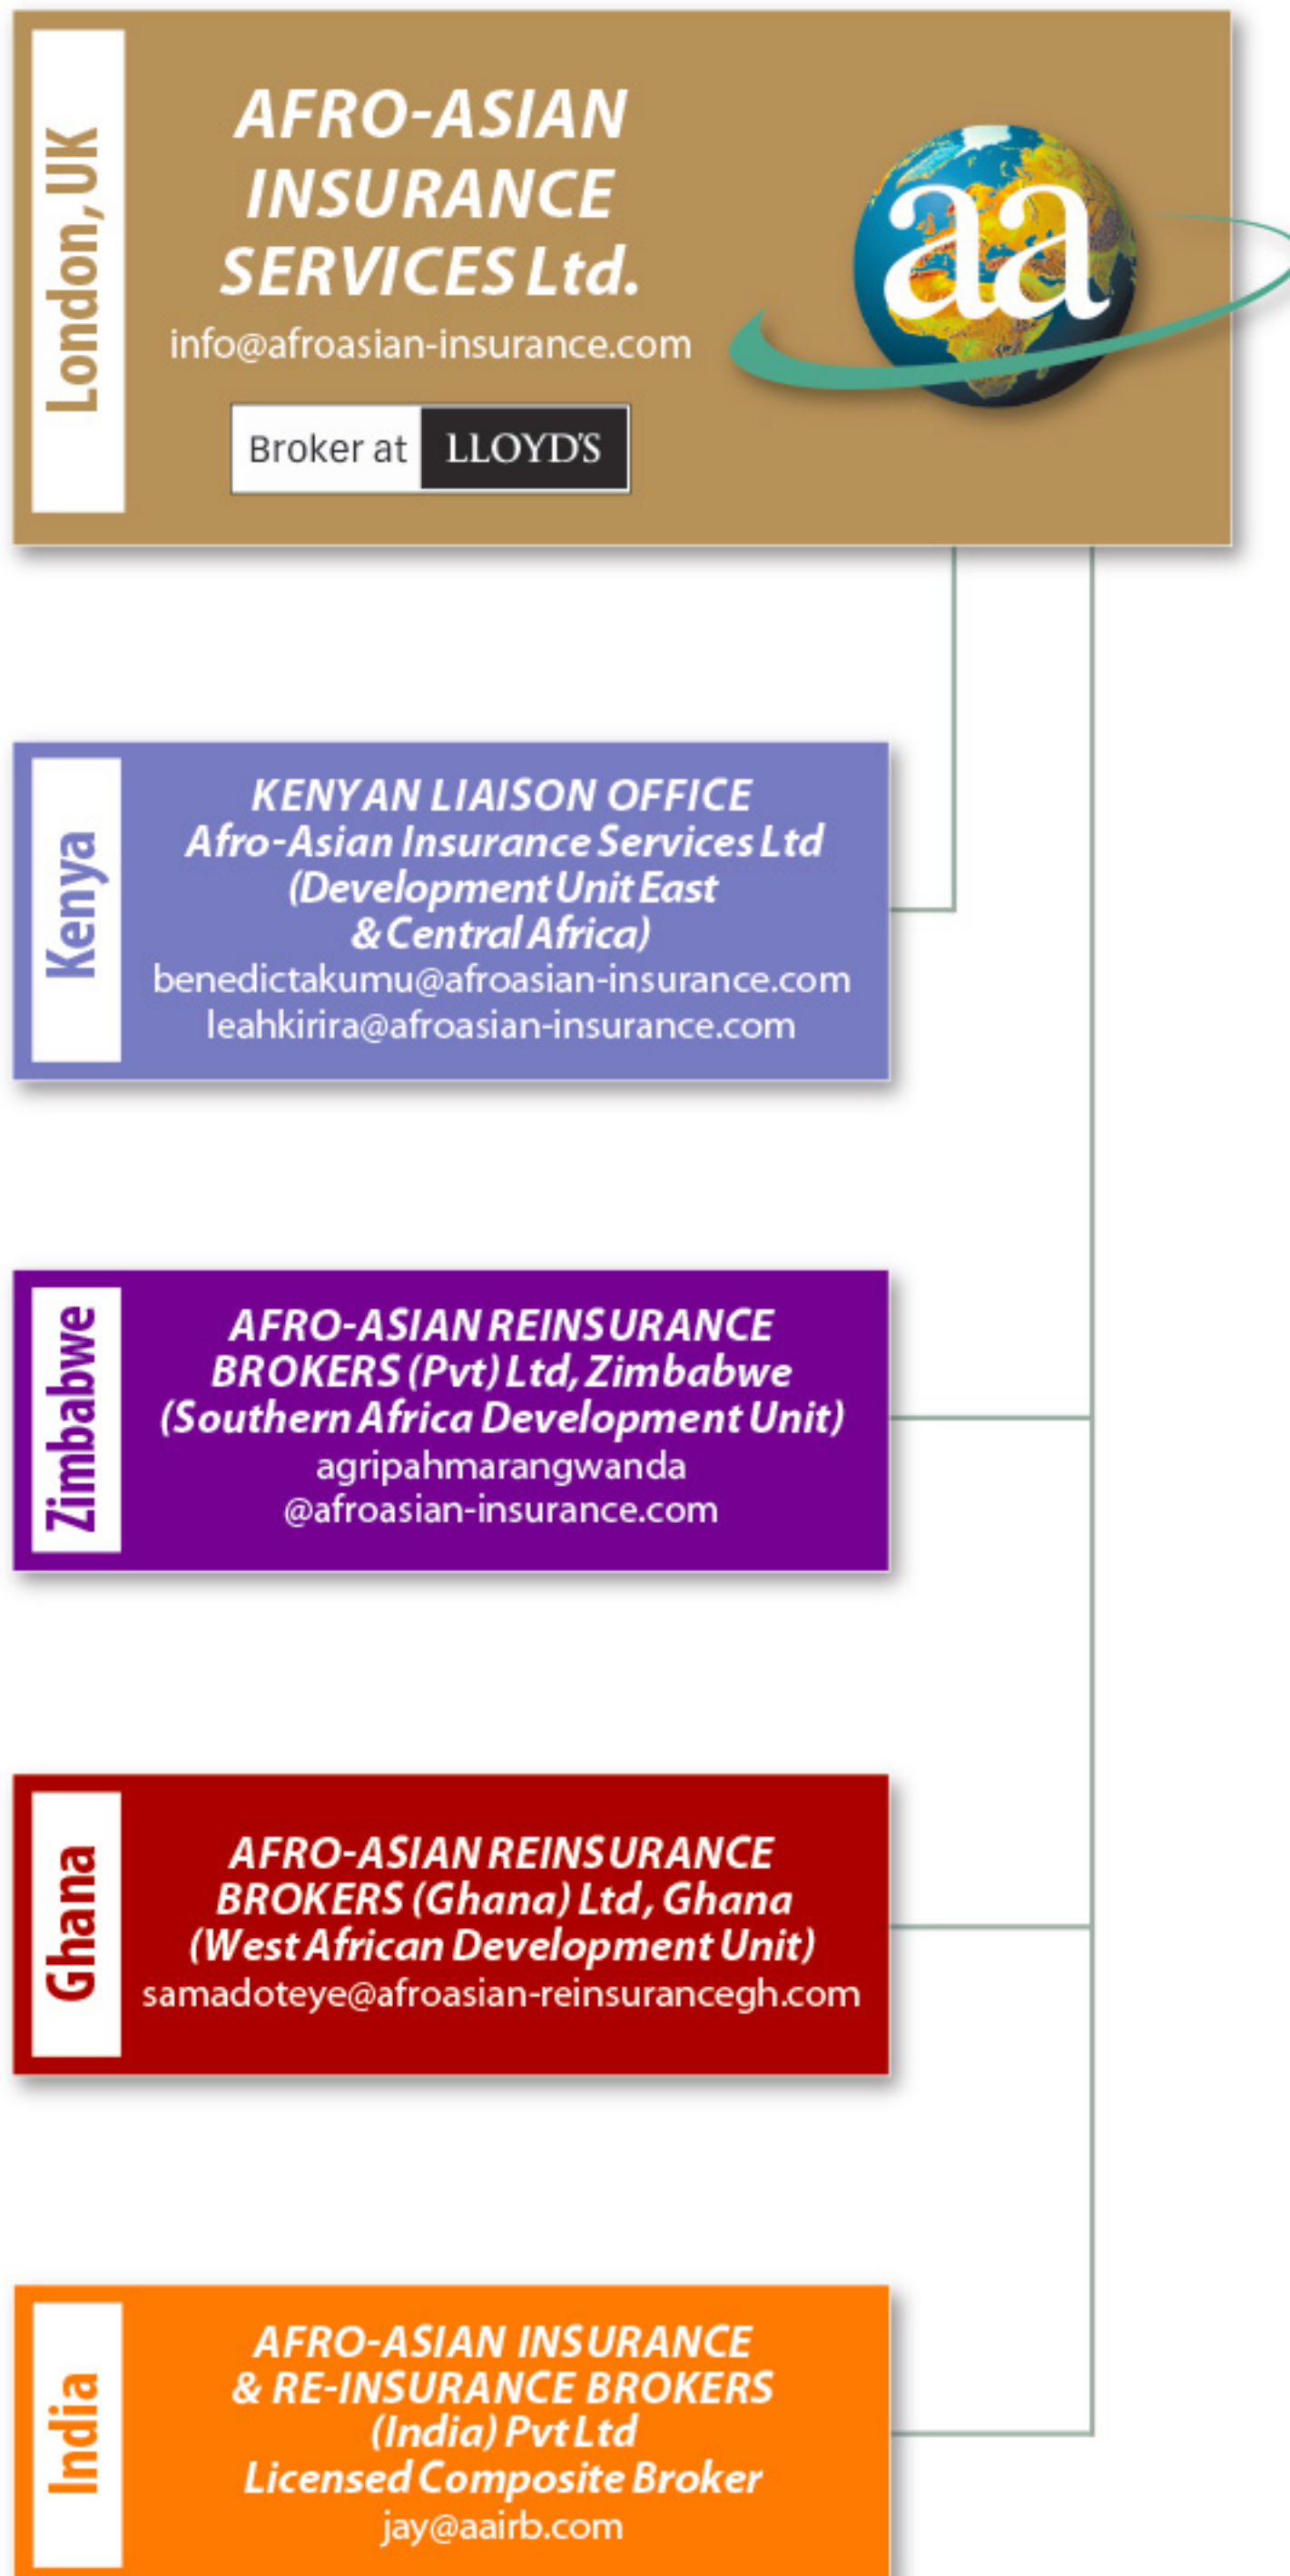 London, UK
AFRO-ASIAN
INSURANCE
SERVICES Ltd.
info@afroasian-insurance.com
Broker at LLOYD'S
aa
Kenya
KENYAN LIAISON OFFICE
Afro-Asian Insurance Services Ltd
(Development Unit East
& Central Africa)
benedictakumu@afroasian-insurance.com
leahkirira@afroasian-insurance.com
Zimbabwe
AFRO-ASIAN REINSURANCE
BROKERS (Pvt) Ltd, Zimbabwe
(Southern Africa Development Unit)
agripahmarangwanda
@afroasian-insurance.com
Ghana
AFRO-ASIAN REINSURANCE
BROKERS (Ghana) Ltd, Ghana
(West African Development Unit)
samadoteye@afroasian-reinsurancegh.com
India
AFRO-ASIAN INSURANCE
& RE-INSURANCE BROKERS
(India) Pvt Ltd
Licensed Composite Broker
jay@aairb.com